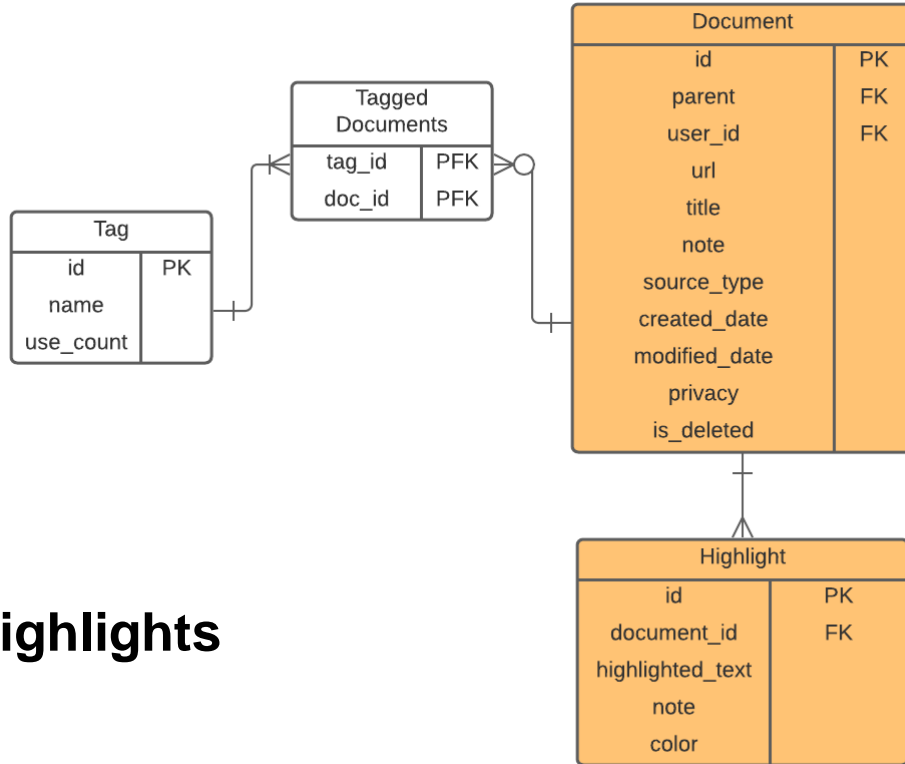 Document
id PK
parent FK
user_id FK
url
title
note
source_type
created_date
modified_date
privacy
is_deleted
Tagged
Documents
tag_id PFK
doc_id PFK
Tag
id PK
name
use_count
Highlight
id PK
document_id FK
highlighted_text
note
color
ighlights